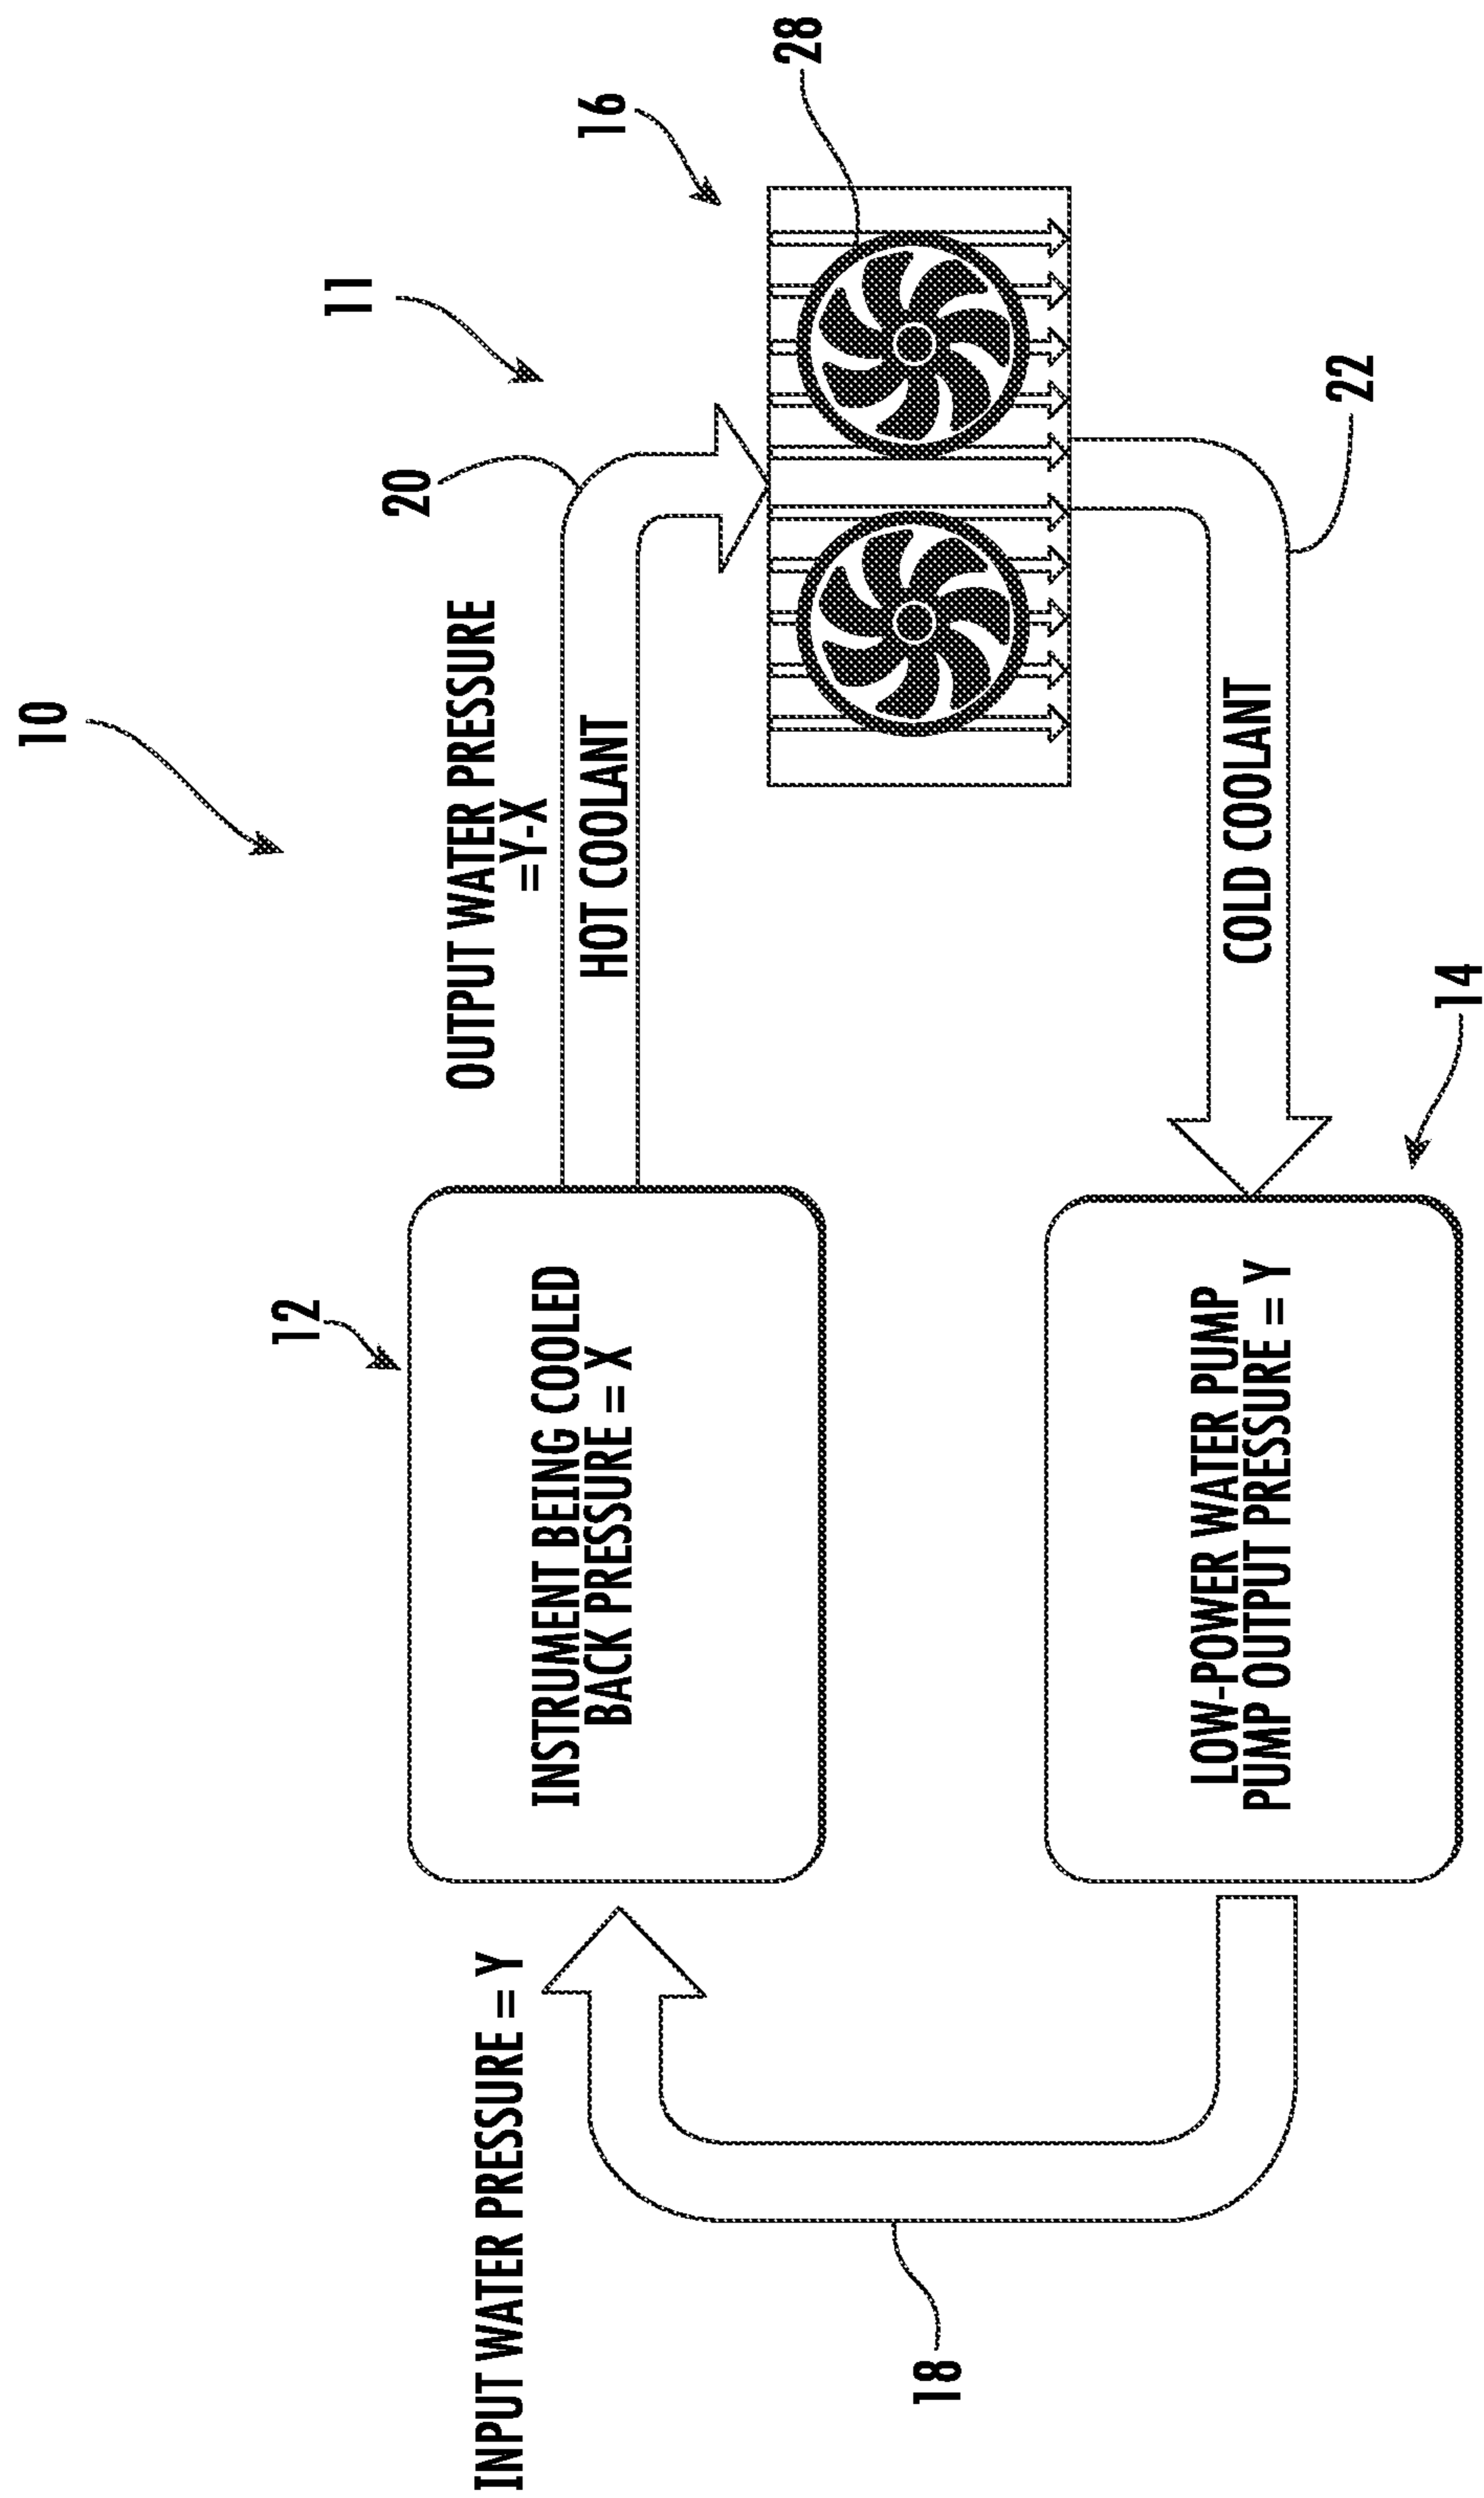 10
11
16
28
12
20
OUTPUT WATER PRESSURE
=Y-X
HOT COOLANT
INPUT WATER PRESSURE = Y
INSTRUMENT BEING COOLED
BACK PRESSURE = X
18
COLD COOLANT
22
LOW-POWER WATER PUMP
PUMP OUTPUT PRESSURE = Y
14